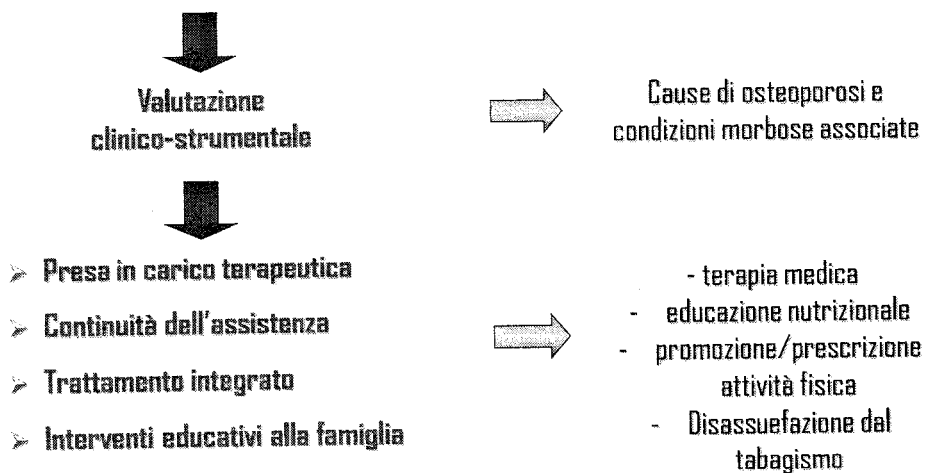 Valutazione
clinico-strumentale
Cause di osteoporosi e
condizioni morbose associate
➢ Presa in carico terapeutica
➢ Continuità dell'assistenza
➢ Trattamento integrato
➢ Interventi educativi alla famiglia
- terapia medica
- educazione nutrizionale
- promozione/prescrizione
attività fisica
- Disassuefazione dal
tabagismo